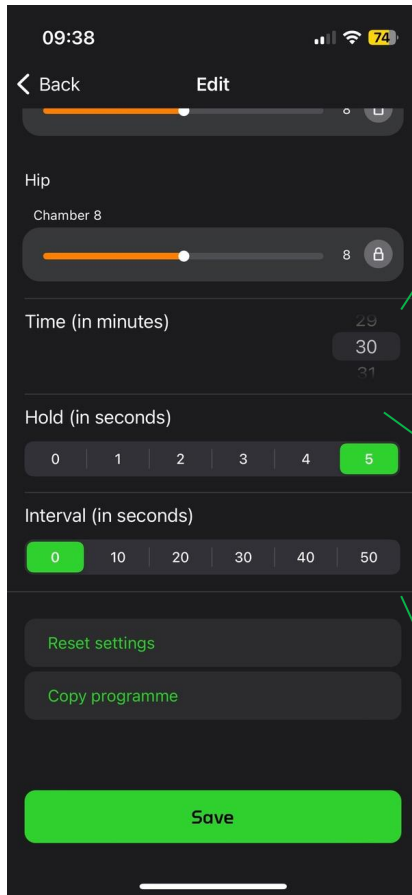 09:38
74
Back Edit
8
Hip
Chamber 8
8
Time (in minutes)
29
30
31
Hold (in seconds)
0 1 2 3 4 5
Interval (in seconds)
0 10 20 30 40 50
Reset settings
Copy programme
Save